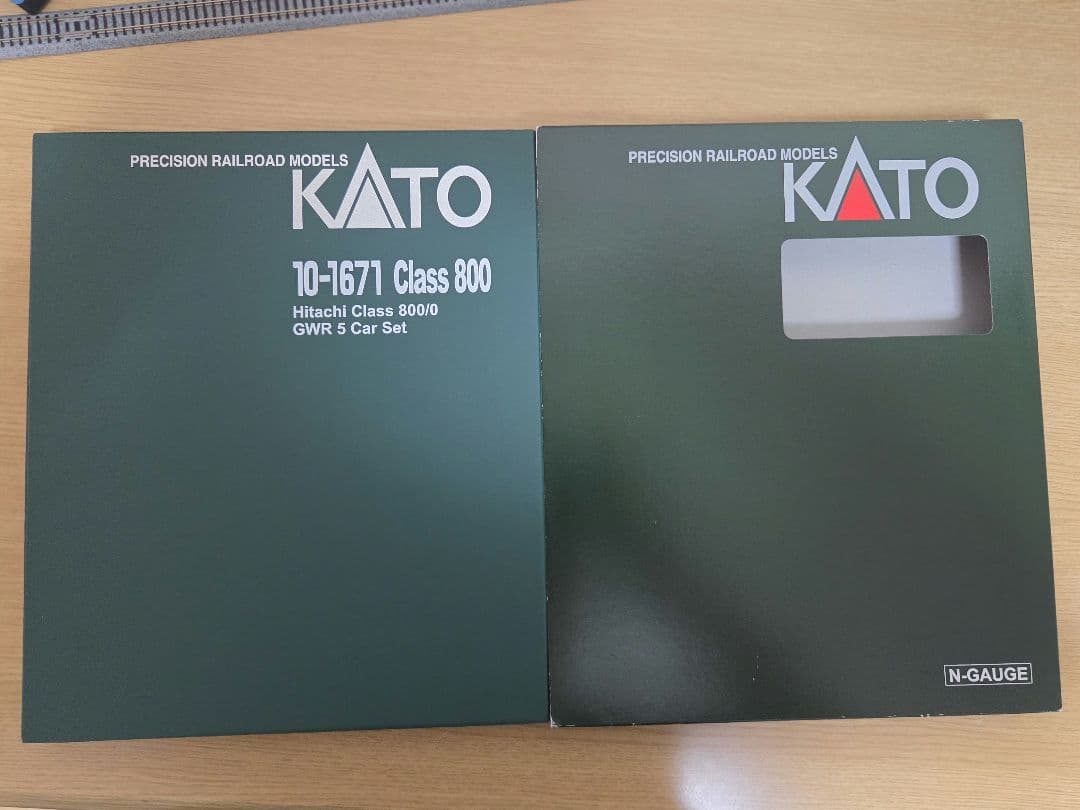 PRECISION RAILROAD MODELS
KATO
10-1671 Class 800
Hitachi Class 800/0
GWR 5 Car Set
PRECISION RAILROAD MODELS
KATO
N-GAUGE